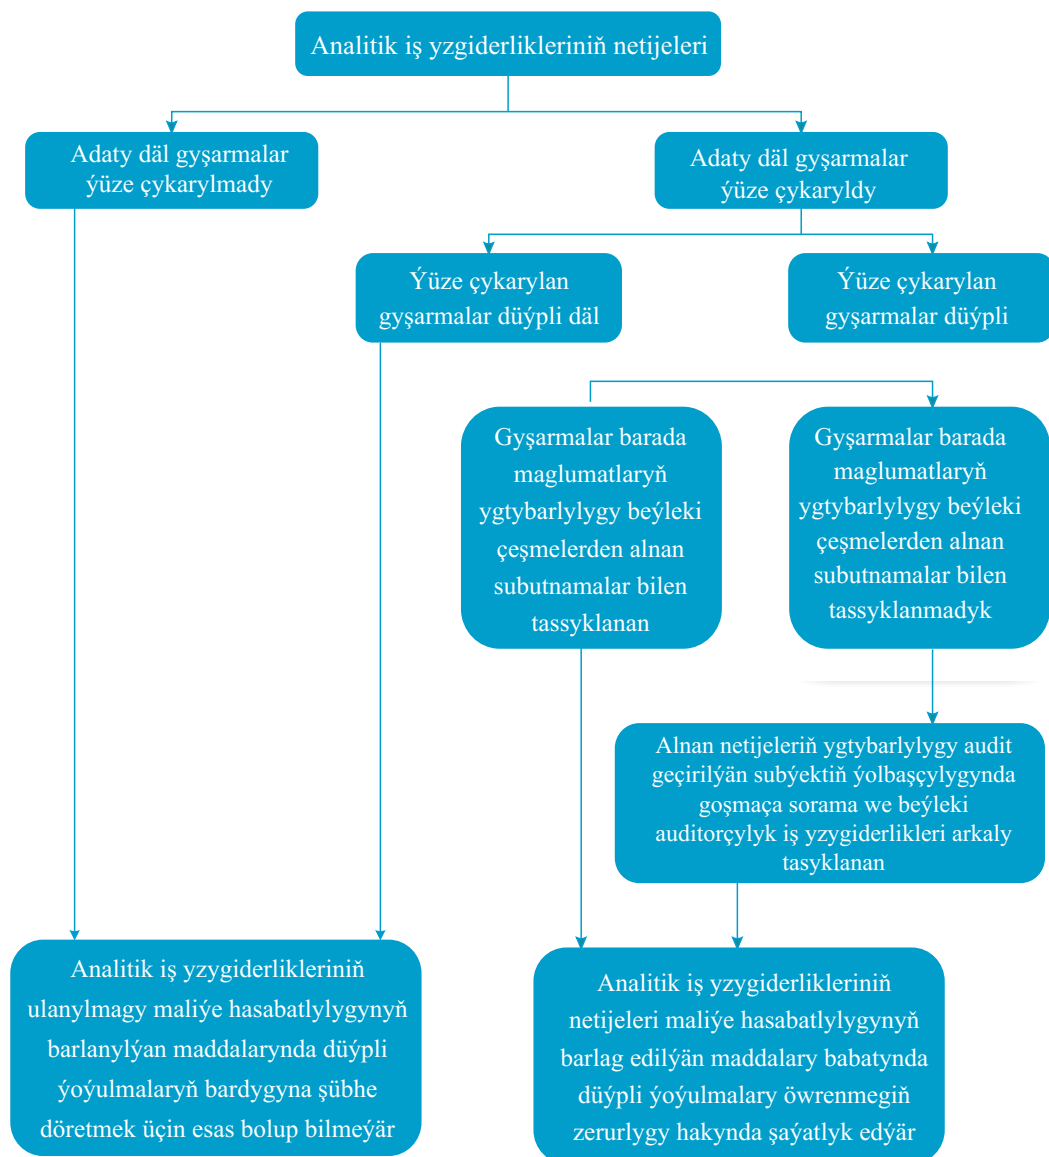 Analitik iş yzgiderlikleriniň netijeleri
Adaty däl gyşarmalar
ýüze çykarylmady
Adaty däl gyşarmalar
ýüze çykaryldy
Ýüze çykarylan
gyşarmalar düýpli däl
Ýüze çykarylan
gyşarmalar düýpli
Gyşarmalar barada
maglumatlaryň
ygtybarlylygy beýleki
çeşmelerden alnan
subutnamalar bilen
tassyklanan
Gyşarmalar barada
maglumatlaryň
ygtybarlylygy beýleki
çeşmelerden alnan
subutnamalar bilen
tassyklanmadyk
Alnan netijeleriň ygtybarlylygy audit
geçirilýän subýektiň ýolbaşçylygynda
goşmaça sorama we beýleki
auditorçylyk iş yzygiderlikleri arkaly
tasyklanan
Analitik iş yzygiderlikleriniň
ulanylmagy maliýe hasabatlylygynyň
barlanylýan maddalarynda düýpli
ýoýulmalaryň bardygyna şübhe
döretmek üçin esas bolup bilmeýär
Analitik iş yzygiderlikleriniň
netijeleri maliýe hasabatlylygynyň
barlag edilýän maddalary babatynda
düýpli ýoýulmalary öwrenmegiň
zerurlygy hakynda şaýatlyk edýär